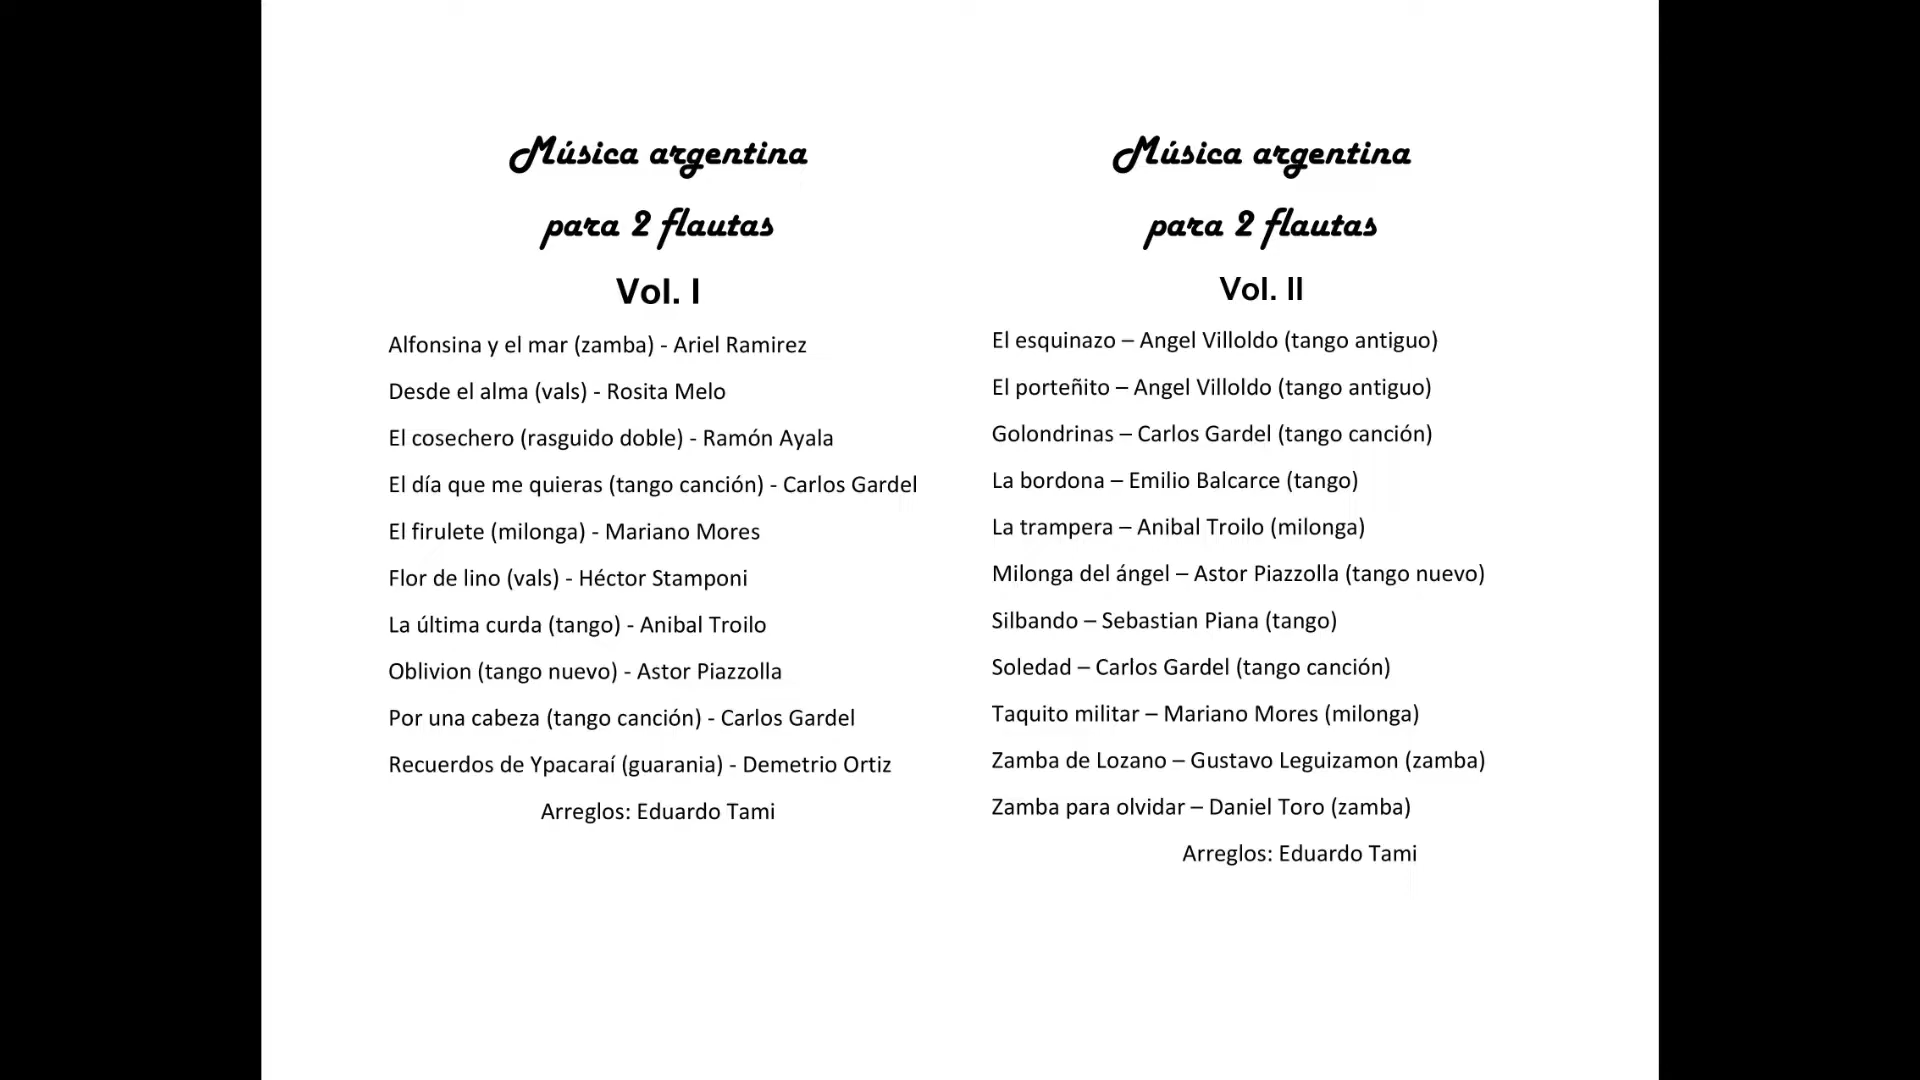 Música argentina
para 2 flautas
Vol. I
Alfonsina y el mar (zamba) - Ariel Ramirez
Desde el alma (vals) - Rosita Melo
El cosechero (rasguido doble) - Ramón Ayala
El día que me quieras (tango canción) - Carlos Gardel
El firulete (milonga) - Mariano Mores
Flor de lino (vals) - Héctor Stamponi
La última curda (tango) - Anibal Troilo
Oblivion (tango nuevo) - Astor Piazzolla
Por una cabeza (tango canción) - Carlos Gardel
Recuerdos de Ypacaraí (guarania) - Demetrio Ortiz
Arreglos: Eduardo Tami
Música argentina
para 2 flautas
Vol. II
El esquinazo – Angel Villoldo (tango antiguo)
El porteñito – Angel Villoldo (tango antiguo)
Golondrinas – Carlos Gardel (tango canción)
La bordona – Emilio Balcarce (tango)
La trampera – Anibal Troilo (milonga)
Milonga del ángel – Astor Piazzolla (tango nuevo)
Silbando – Sebastian Piana (tango)
Soledad – Carlos Gardel (tango canción)
Taquito militar – Mariano Mores (milonga)
Zamba de Lozano – Gustavo Leguizamon (zamba)
Zamba para olvidar – Daniel Toro (zamba)
Arreglos: Eduardo Tami